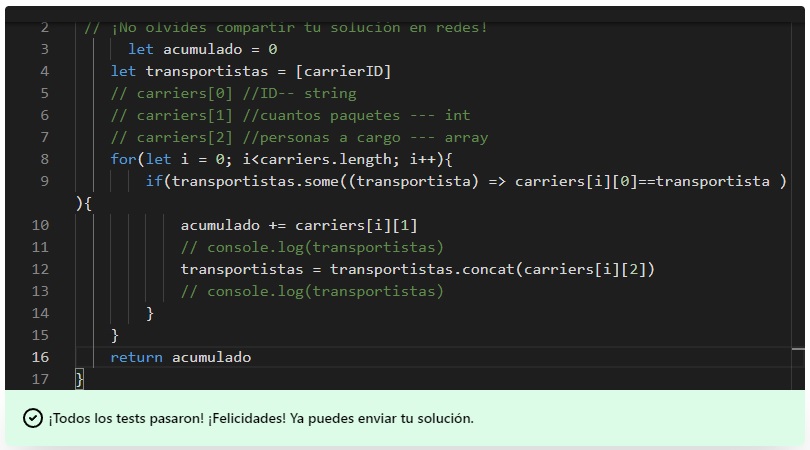 2 // ¡No olvides compartir tu solución en redes!
3 let acumulado = 0
4 let transportistas = [carrierID]
5 // carriers[0] //ID-- string
6 // carriers[1] //cuantos paquetes --- int
7 // carriers[2] //personas a cargo --- array
8 for(let i = 0; i<carriers.length; i++){
9 if(transportistas.some((transportista) => carriers[i][0]==transportista )
){
10 acumulado += carriers[i][1]
11 // console.log(transportistas)
12 transportistas = transportistas.concat(carriers[i][2])
13 // console.log(transportistas)
14 }
15 }
16 return acumulado
17 }
¡Todos los tests pasaron! ¡Felicidades! Ya puedes enviar tu solución.